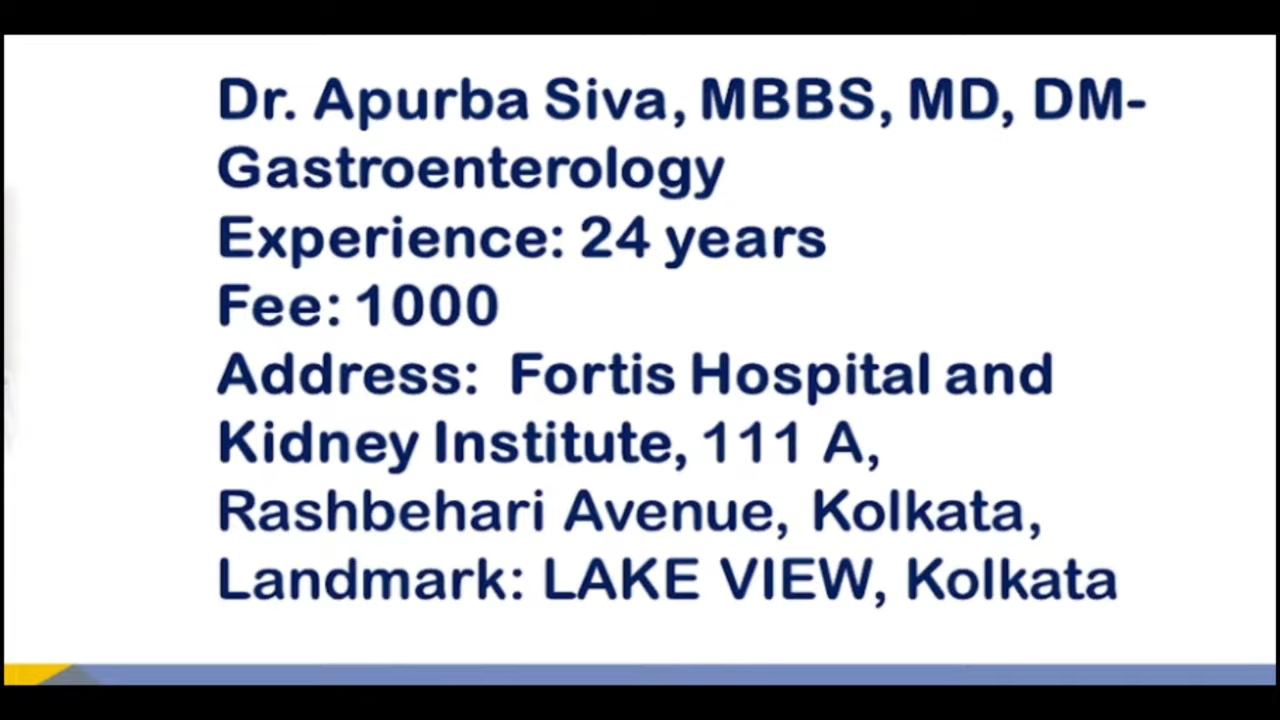 Dr. Apurba Siva, MBBS, MD, DM-
Gastroenterology
Experience: 24 years
Fee: 1000
Address:  Fortis Hospital and
Kidney Institute, 111 A,
Rashbehari Avenue, Kolkata,
Landmark: LAKE VIEW, Kolkata